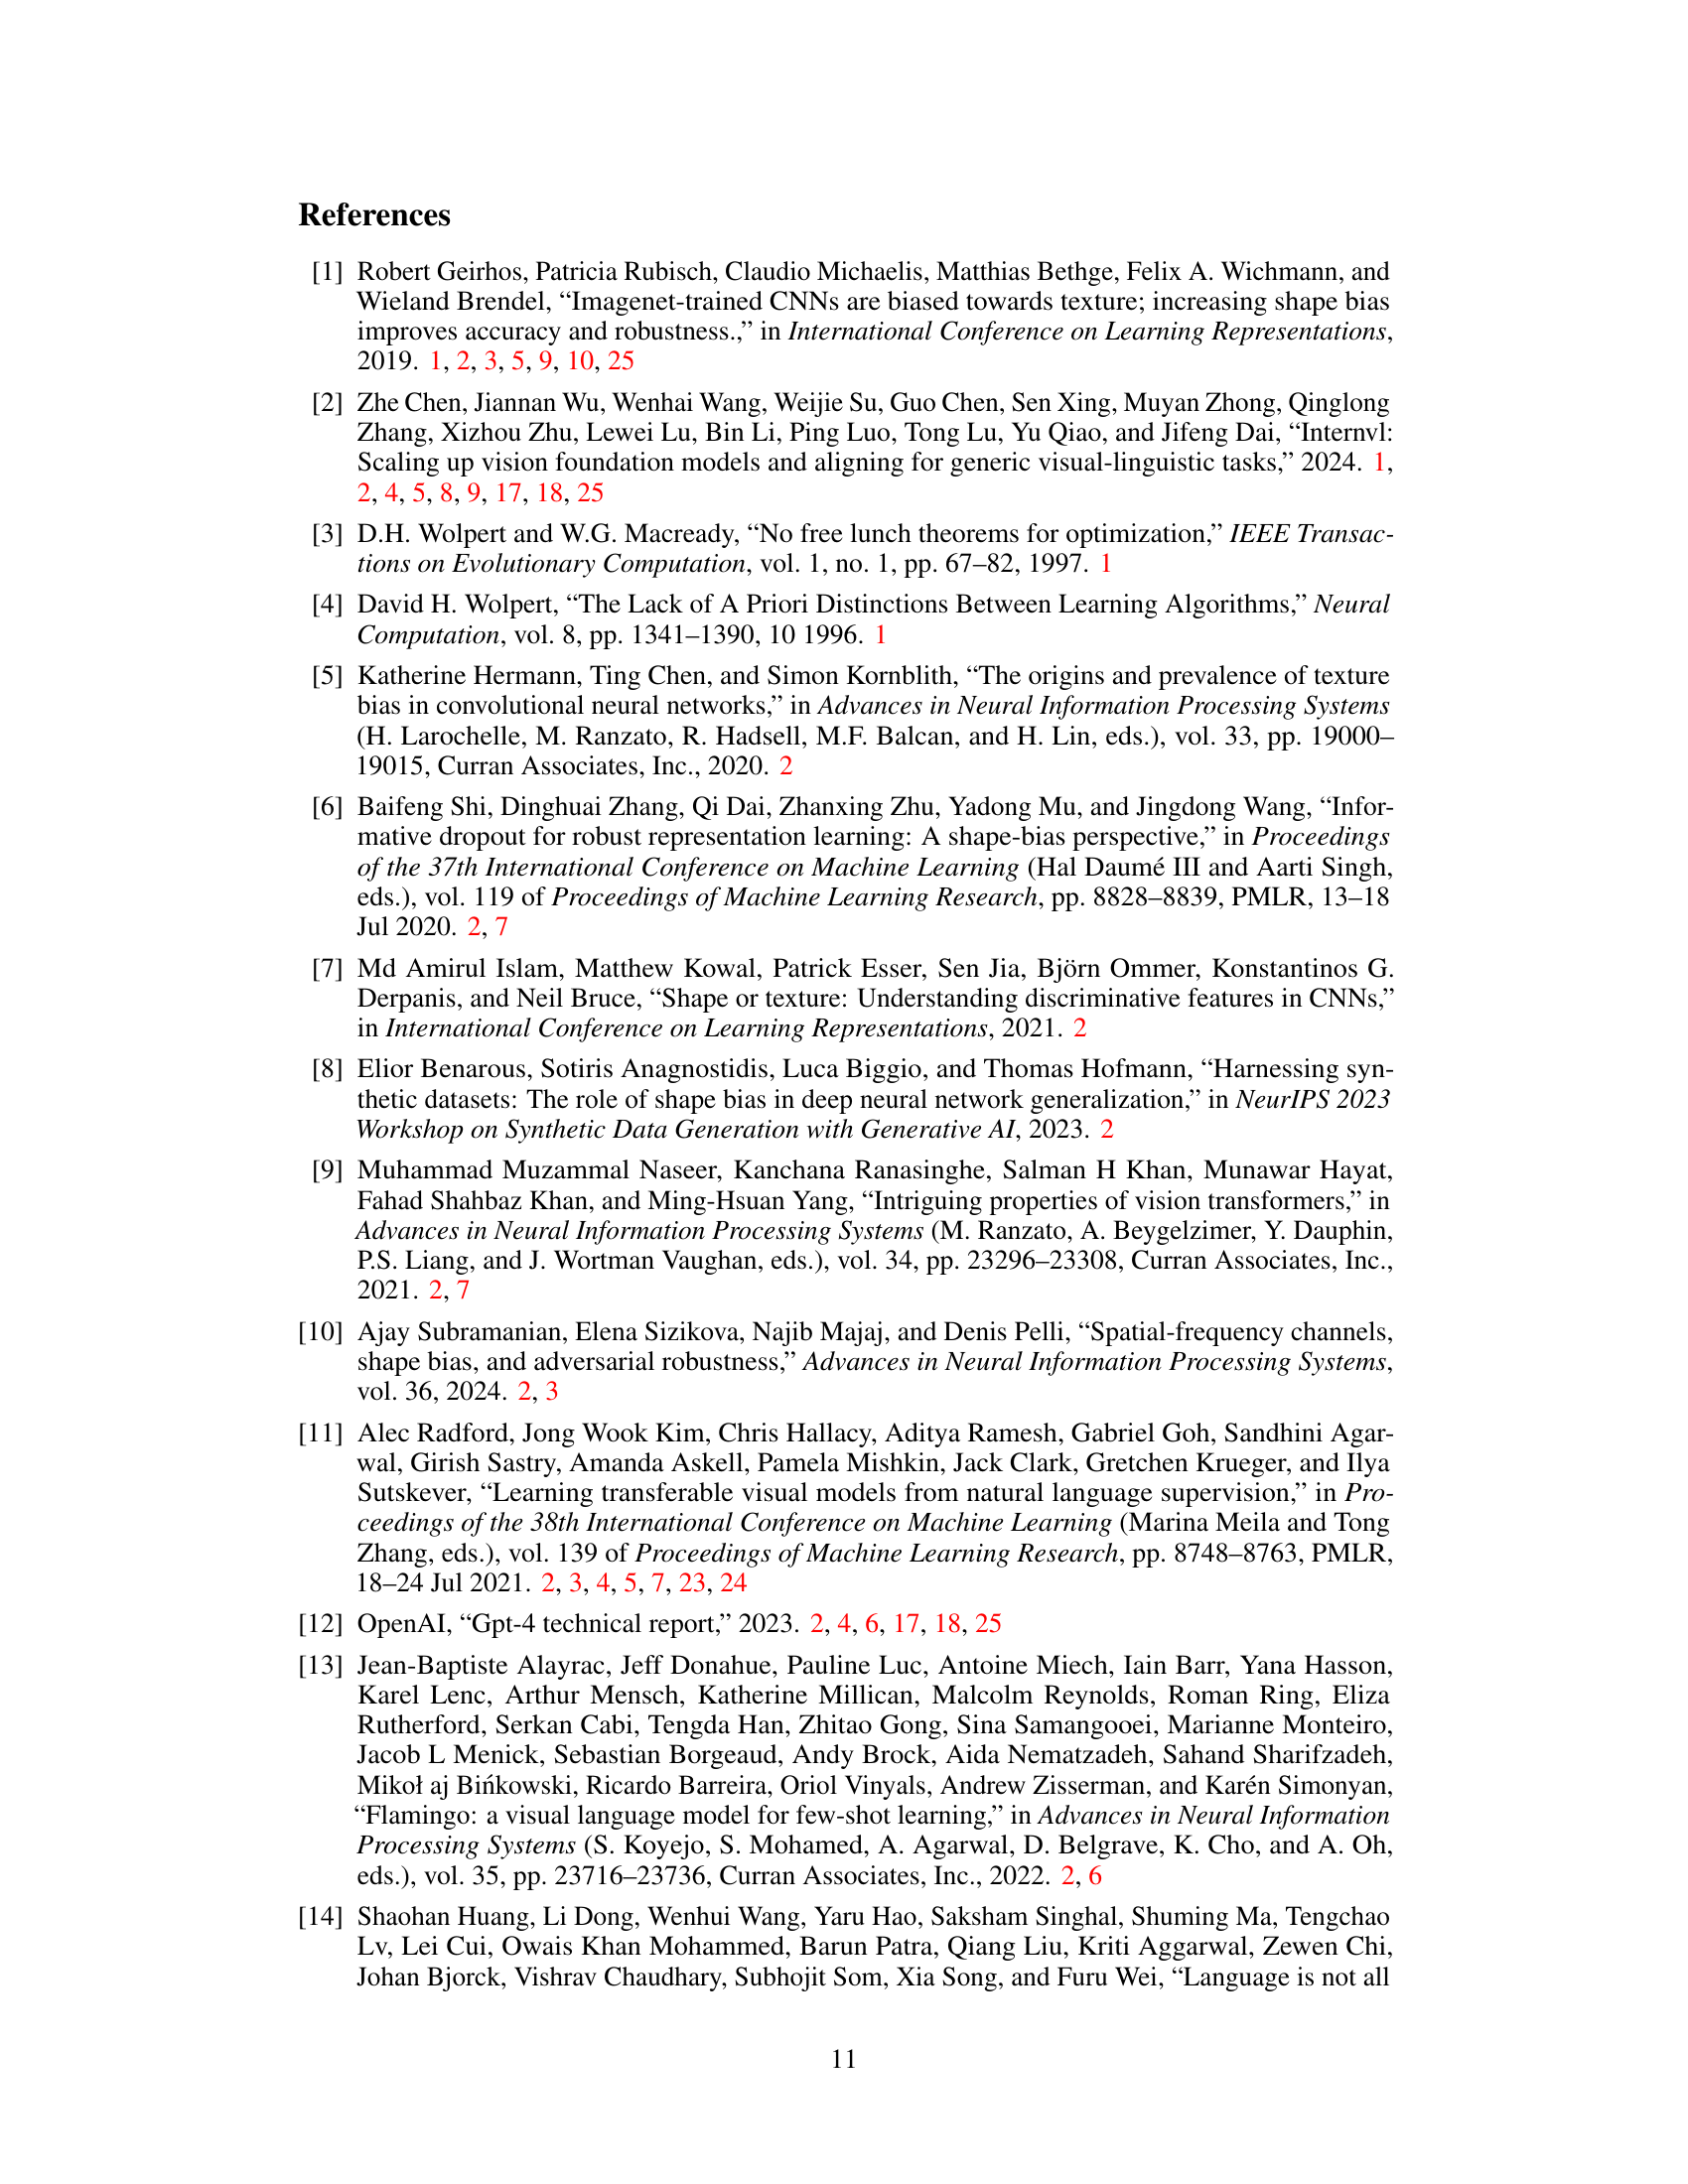 References
[1] Robert Geirhos, Patricia Rubisch, Claudio Michaelis, Matthias Bethge, Felix A. Wichmann, and
Wieland Brendel, “Imagenet-trained CNNs are biased towards texture; increasing shape bias
improves accuracy and robustness.,” in International Conference on Learning Representations,
2019. 1, 2, 3, 5, 9, 10, 25
[2] Zhe Chen, Jiannan Wu, Wenhai Wang, Weijie Su, Guo Chen, Sen Xing, Muyan Zhong, Qinglong
Zhang, Xizhou Zhu, Lewei Lu, Bin Li, Ping Luo, Tong Lu, Yu Qiao, and Jifeng Dai, “Internvl:
Scaling up vision foundation models and aligning for generic visual-linguistic tasks,” 2024. 1,
2, 4, 5, 8, 9, 17, 18, 25
[3] D.H. Wolpert and W.G. Macready, “No free lunch theorems for optimization,” IEEE Transac-
tions on Evolutionary Computation, vol. 1, no. 1, pp. 67–82, 1997. 1
[4] David H. Wolpert, “The Lack of A Priori Distinctions Between Learning Algorithms,” Neural
Computation, vol. 8, pp. 1341–1390, 10 1996. 1
[5] Katherine Hermann, Ting Chen, and Simon Kornblith, “The origins and prevalence of texture
bias in convolutional neural networks,” in Advances in Neural Information Processing Systems
(H. Larochelle, M. Ranzato, R. Hadsell, M.F. Balcan, and H. Lin, eds.), vol. 33, pp. 19000–
19015, Curran Associates, Inc., 2020. 2
[6] Baifeng Shi, Dinghuai Zhang, Qi Dai, Zhanxing Zhu, Yadong Mu, and Jingdong Wang, “Infor-
mative dropout for robust representation learning: A shape-bias perspective,” in Proceedings
of the 37th International Conference on Machine Learning (Hal Daumé III and Aarti Singh,
eds.), vol. 119 of Proceedings of Machine Learning Research, pp. 8828–8839, PMLR, 13–18
Jul 2020. 2, 7
[7] Md Amirul Islam, Matthew Kowal, Patrick Esser, Sen Jia, Björn Ommer, Konstantinos G.
Derpanis, and Neil Bruce, “Shape or texture: Understanding discriminative features in CNNs,”
in International Conference on Learning Representations, 2021. 2
[8] Elior Benarous, Sotiris Anagnostidis, Luca Biggio, and Thomas Hofmann, “Harnessing syn-
thetic datasets: The role of shape bias in deep neural network generalization,” in NeurIPS 2023
Workshop on Synthetic Data Generation with Generative AI, 2023. 2
[9] Muhammad Muzammal Naseer, Kanchana Ranasinghe, Salman H Khan, Munawar Hayat,
Fahad Shahbaz Khan, and Ming-Hsuan Yang, “Intriguing properties of vision transformers,” in
Advances in Neural Information Processing Systems (M. Ranzato, A. Beygelzimer, Y. Dauphin,
P.S. Liang, and J. Wortman Vaughan, eds.), vol. 34, pp. 23296–23308, Curran Associates, Inc.,
2021. 2, 7
[10] Ajay Subramanian, Elena Sizikova, Najib Majaj, and Denis Pelli, “Spatial-frequency channels,
shape bias, and adversarial robustness,” Advances in Neural Information Processing Systems,
vol. 36, 2024. 2, 3
[11] Alec Radford, Jong Wook Kim, Chris Hallacy, Aditya Ramesh, Gabriel Goh, Sandhini Agar-
wal, Girish Sastry, Amanda Askell, Pamela Mishkin, Jack Clark, Gretchen Krueger, and Ilya
Sutskever, “Learning transferable visual models from natural language supervision,” in Pro-
ceedings of the 38th International Conference on Machine Learning (Marina Meila and Tong
Zhang, eds.), vol. 139 of Proceedings of Machine Learning Research, pp. 8748–8763, PMLR,
18–24 Jul 2021. 2, 3, 4, 5, 7, 23, 24
[12] OpenAI, “Gpt-4 technical report,” 2023. 2, 4, 6, 17, 18, 25
[13] Jean-Baptiste Alayrac, Jeff Donahue, Pauline Luc, Antoine Miech, Iain Barr, Yana Hasson,
Karel Lenc, Arthur Mensch, Katherine Millican, Malcolm Reynolds, Roman Ring, Eliza
Rutherford, Serkan Cabi, Tengda Han, Zhitao Gong, Sina Samangooei, Marianne Monteiro,
Jacob L Menick, Sebastian Borgeaud, Andy Brock, Aida Nematzadeh, Sahand Sharifzadeh,
Mikoł aj Bińkowski, Ricardo Barreira, Oriol Vinyals, Andrew Zisserman, and Karén Simonyan,
“Flamingo: a visual language model for few-shot learning,” in Advances in Neural Information
Processing Systems (S. Koyejo, S. Mohamed, A. Agarwal, D. Belgrave, K. Cho, and A. Oh,
eds.), vol. 35, pp. 23716–23736, Curran Associates, Inc., 2022. 2, 6
[14] Shaohan Huang, Li Dong, Wenhui Wang, Yaru Hao, Saksham Singhal, Shuming Ma, Tengchao
Lv, Lei Cui, Owais Khan Mohammed, Barun Patra, Qiang Liu, Kriti Aggarwal, Zewen Chi,
Johan Bjorck, Vishrav Chaudhary, Subhojit Som, Xia Song, and Furu Wei, “Language is not all
11